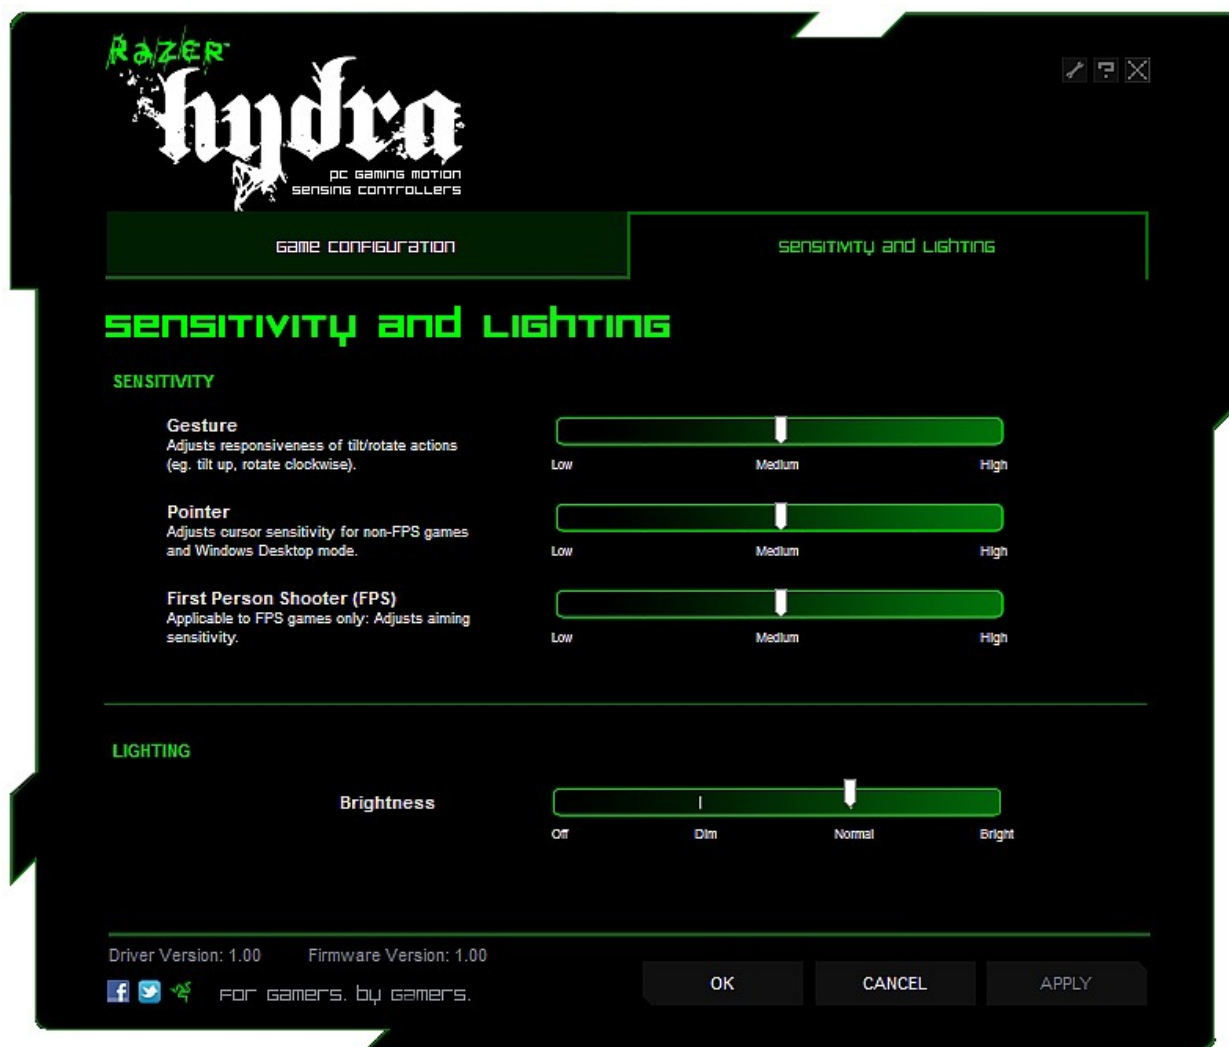 RAZER™
hydra
PC GAMING MOTION
SENSING CONTROLLERS
GAME CONFIGURATION
SENSITIVITY AND LIGHTING
SENSITIVITY AND LIGHTING
SENSITIVITY
Gesture
Adjusts responsiveness of tilt/rotate actions
(eg. tilt up, rotate clockwise).
Low Medium High
Pointer
Adjusts cursor sensitivity for non-FPS games
and Windows Desktop mode.
Low Medium High
First Person Shooter (FPS)
Applicable to FPS games only: Adjusts aiming
sensitivity.
Low Medium High
LIGHTING
Brightness
Off Dim Normal Bright
Driver Version: 1.00 Firmware Version: 1.00
FOR GAMERS. BY GAMERS.
OK CANCEL APPLY